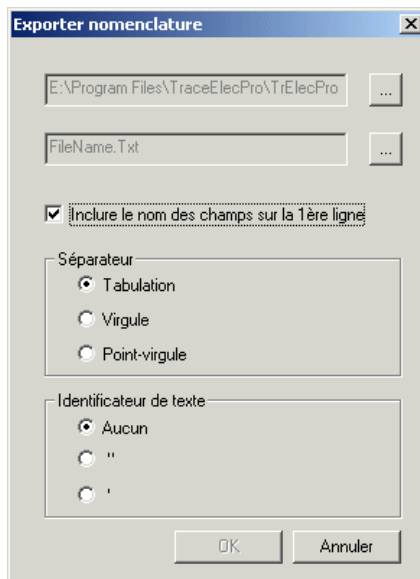 Exporter nomenclature
E:\Program Files\TraceElecPro\TrElecPro
...
FileName.Txt
...
Inclure le nom des champs sur la 1ère ligne
Séparateur
Tabulation
Virgule
Point-virgule
Identificateur de texte
Aucun
"
'
OK
Annuler